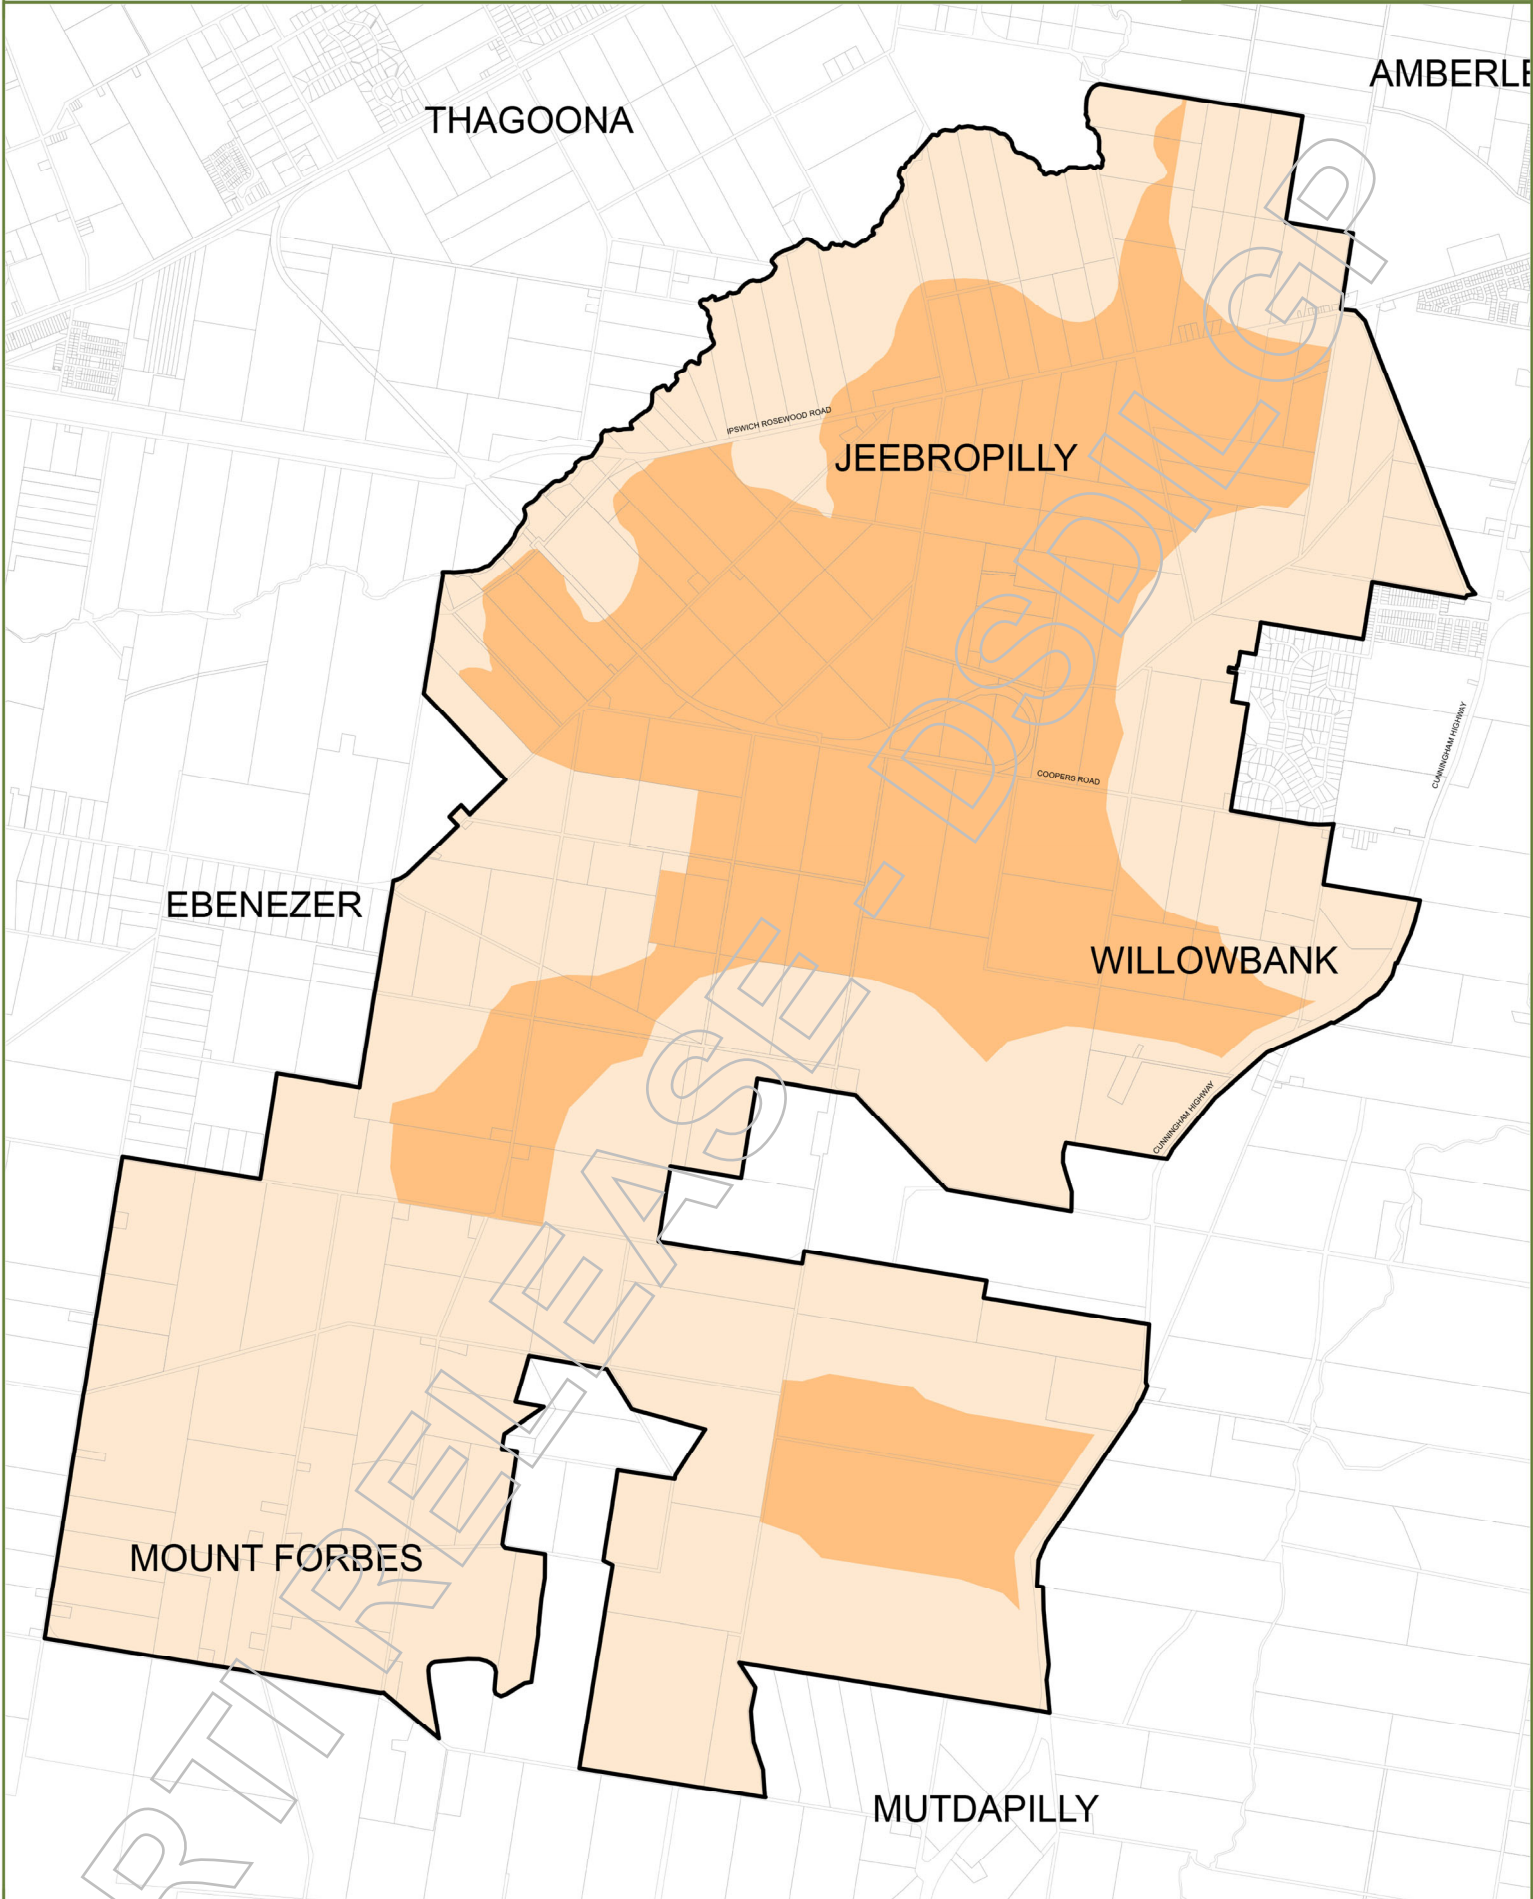 AMBERLE
THAGOONA
IPSWICH ROSEWOOD ROAD
JEEBROPILLY
CUNNINGHAM HIGHWAY
COOPERS ROAD
EBENEZER
WILLOWBANK
CUNNINGHAM HIGHWAY
MOUNT FORBES
MUTDAPILLY
RTI RELEASE - DSDILGP